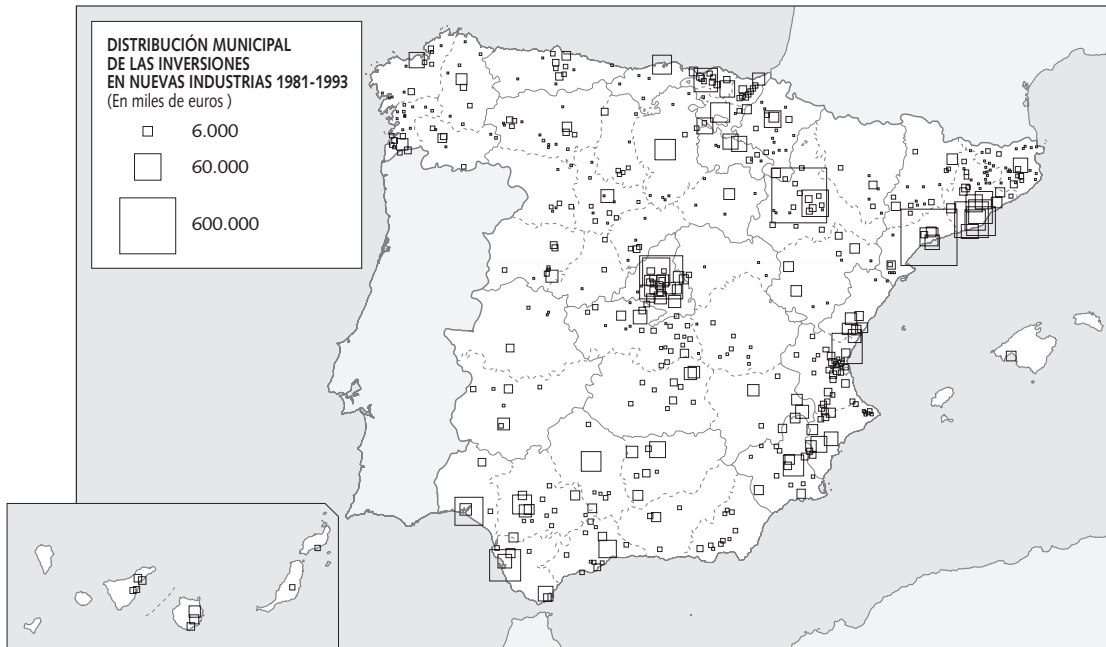 DISTRIBUCIÓN MUNICIPAL
DE LAS INVERSIONES
EN NUEVAS INDUSTRIAS 1981-1993
(En miles de euros )
6.000
60.000
600.000